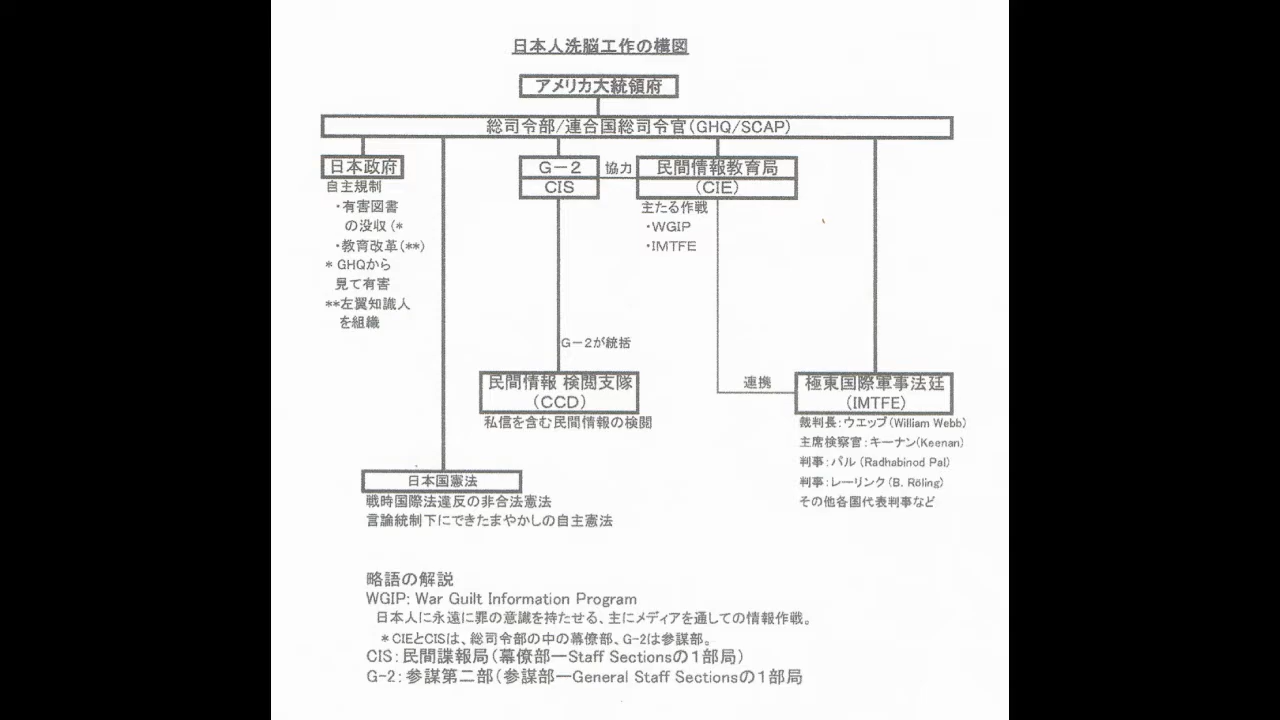 日本人洗脳工作の構図
アメリカ大統領府
総司令部/連合国総司令官(GHQ/SCAP)
日本政府
自主規制
・有害図書
の没収(*
・教育改革(**)
* GHQから
見て有害
**左翼知識人
を組織
G－2
CIS
協力
民間情報教育局
(CIE)
主たる作戦
・WGIP
・IMTFE
G－2が統括
民間情報 検閲支隊
(CCD)
私信を含む民間情報の検閲
連携
極東国際軍事法廷
(IMTFE)
裁判長：ウエッブ(William Webb)
主席検察官：キーナン(Keenan)
判事：パル (Radhabinod Pal)
判事：レーリンク (B. Röling)
その他各国代表判事など
日本国憲法
戦時国際法違反の非合法憲法
言論統制下にできたまやかしの自主憲法
略語の解説
WGIP: War Guilt Information Program
日本人に永遠に罪の意識を持たせる、主にメディアを通しての情報作戦。
* CIEとCISは、総司令部の中の幕僚部、G-2は参謀部。
CIS：民間諜報局(幕僚部―Staff Sectionsの１部局)
G-2：参謀第二部(参謀部―General Staff Sectionsの１部局